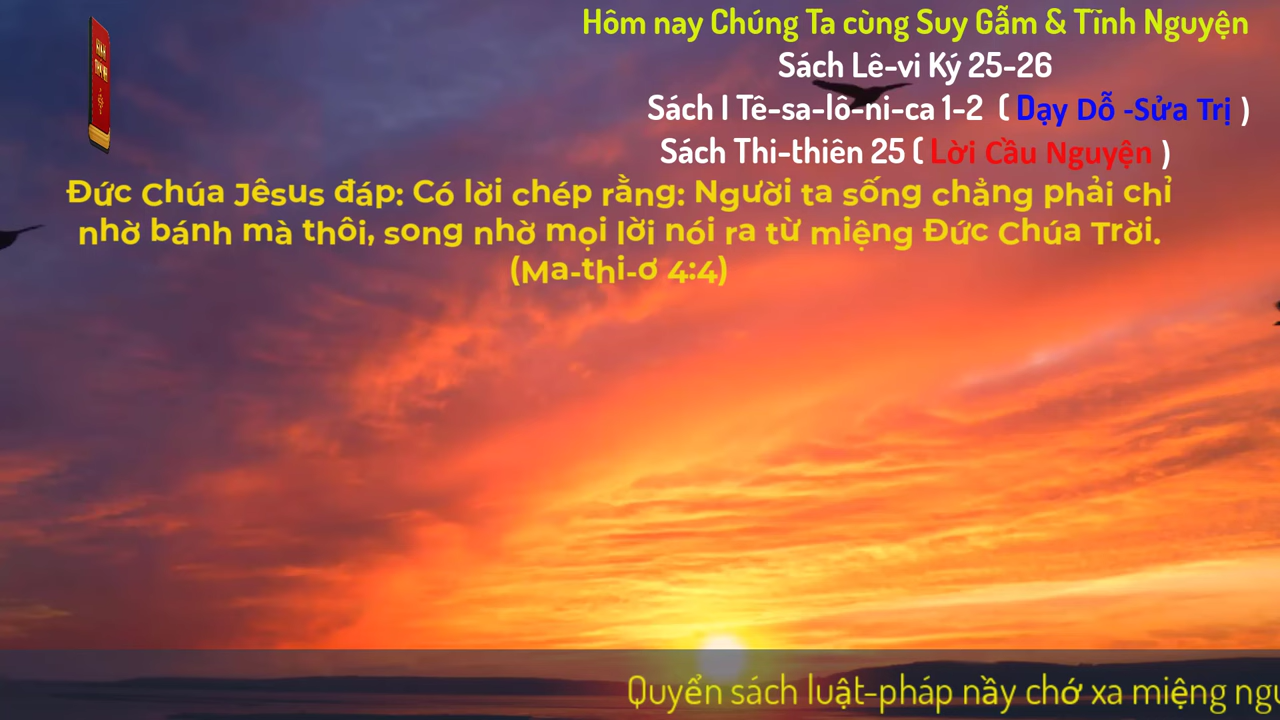 Hôm nay Chúng Ta cùng Suy Gẫm & Tĩnh Nguyện
Sách Lê-vi Ký 25-26
Sách I Tê-sa-lô-ni-ca 1-2 ( Dạy Dỗ -Sửa Trị )
Sách Thi-thiên 25 ( Lời Cầu Nguyện )
Đức Chúa Jêsus đáp: Có lời chép rằng: Người ta sống chẳng phải chỉ
nhờ bánh mà thôi, song nhờ mọi lời nói ra từ miệng Đức Chúa Trời.
(Ma-thi-ơ 4:4)
Quyển sách luật-pháp nầy chớ xa miệng